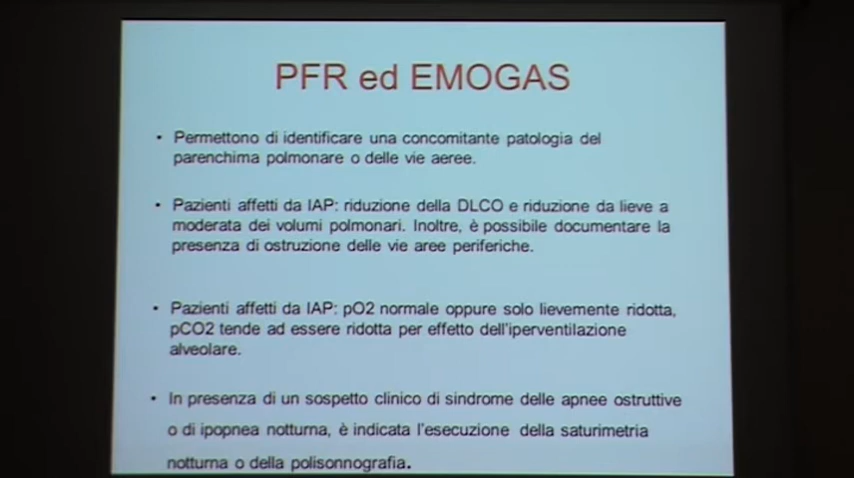 PFR ed EMOGAS
• Permettono di identificare una concomitante patologia del
parenchima polmonare o delle vie aeree.
• Pazienti affetti da IAP: riduzione della DLCO e riduzione da lieve a
moderata dei volumi polmonari. Inoltre, è possibile documentare la
presenza di ostruzione delle vie aree periferiche.
• Pazienti affetti da IAP: pO2 normale oppure solo lievemente ridotta,
pCO2 tende ad essere ridotta per effetto dell'iperventilazione
alveolare.
• In presenza di un sospetto clinico di sindrome delle apnee ostruttive
o di ipopnea notturna, è indicata l'esecuzione della saturimetria
notturna o della polisonnografia.